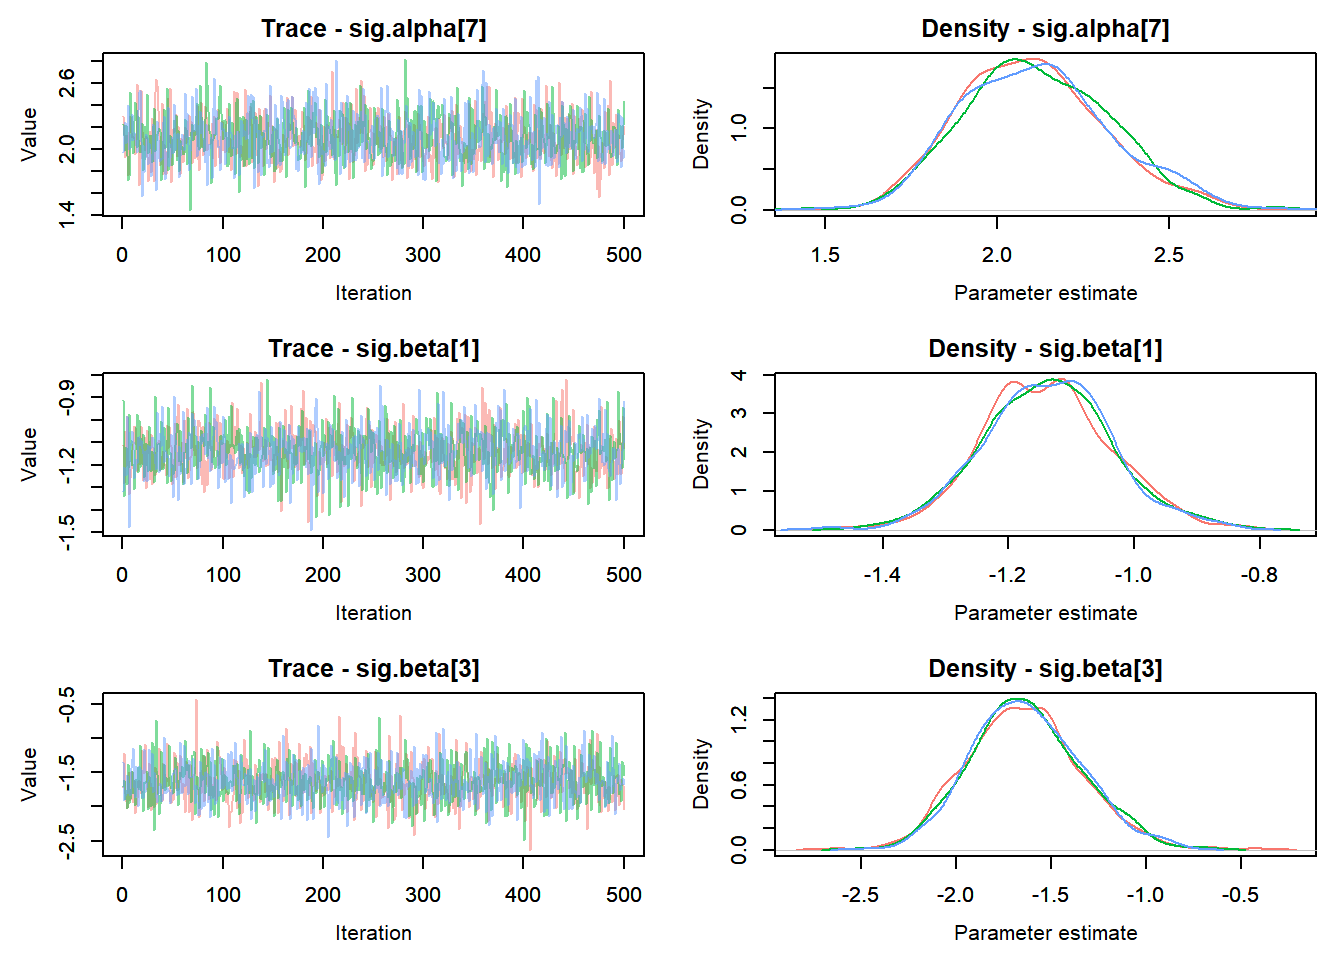 Trace - sig.alpha[7]
Value
2.6
2.0
1.4
0 100 200 300 400 500
Iteration
Density - sig.alpha[7]
Density
1.0
0.0
1.5 2.0 2.5
Parameter estimate
Trace - sig.beta[1]
Value
-0.9
-1.2
-1.5
0 100 200 300 400 500
Iteration
Density - sig.beta[1]
Density
4
3
2
1
0
-1.4 -1.2 -1.0 -0.8
Parameter estimate
Trace - sig.beta[3]
Value
-0.5
-1.5
-2.5
0 100 200 300 400 500
Iteration
Density - sig.beta[3]
Density
1.2
0.6
0.0
-2.5 -2.0 -1.5 -1.0 -0.5
Parameter estimate